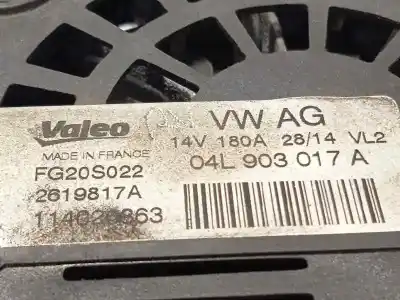 Valeo VW AG
MADE IN FRANCE 14V 180A 28/14 VL2
FG20S022 04L 903 017 A
2619817A